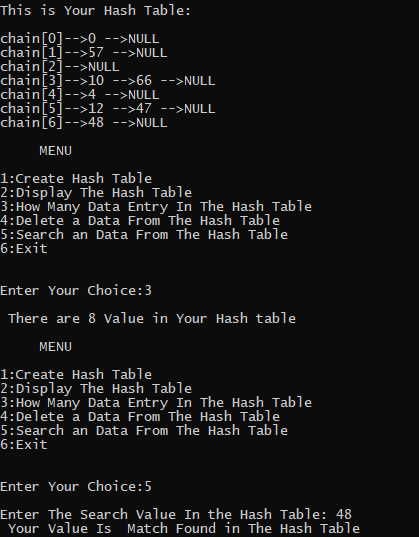 This is Your Hash Table:
chain[0]-->0 -->NULL
chain[1]-->57 -->NULL
chain[2]-->NULL
chain[3]-->10 -->66 -->NULL
chain[4]-->4 -->NULL
chain[5]-->12 -->47 -->NULL
chain[6]-->48 -->NULL
MENU
1:Create Hash Table
2:Display The Hash Table
3:How Many Data Entry In The Hash Table
4:Delete a Data From The Hash Table
5:Search an Data From The Hash Table
6:Exit
Enter Your Choice:3
There are 8 Value in Your Hash table
MENU
1:Create Hash Table
2:Display The Hash Table
3:How Many Data Entry In The Hash Table
4:Delete a Data From The Hash Table
5:Search an Data From The Hash Table
6:Exit
Enter Your Choice:5
Enter The Search Value In the Hash Table: 48
Your Value Is  Match Found in The Hash Table